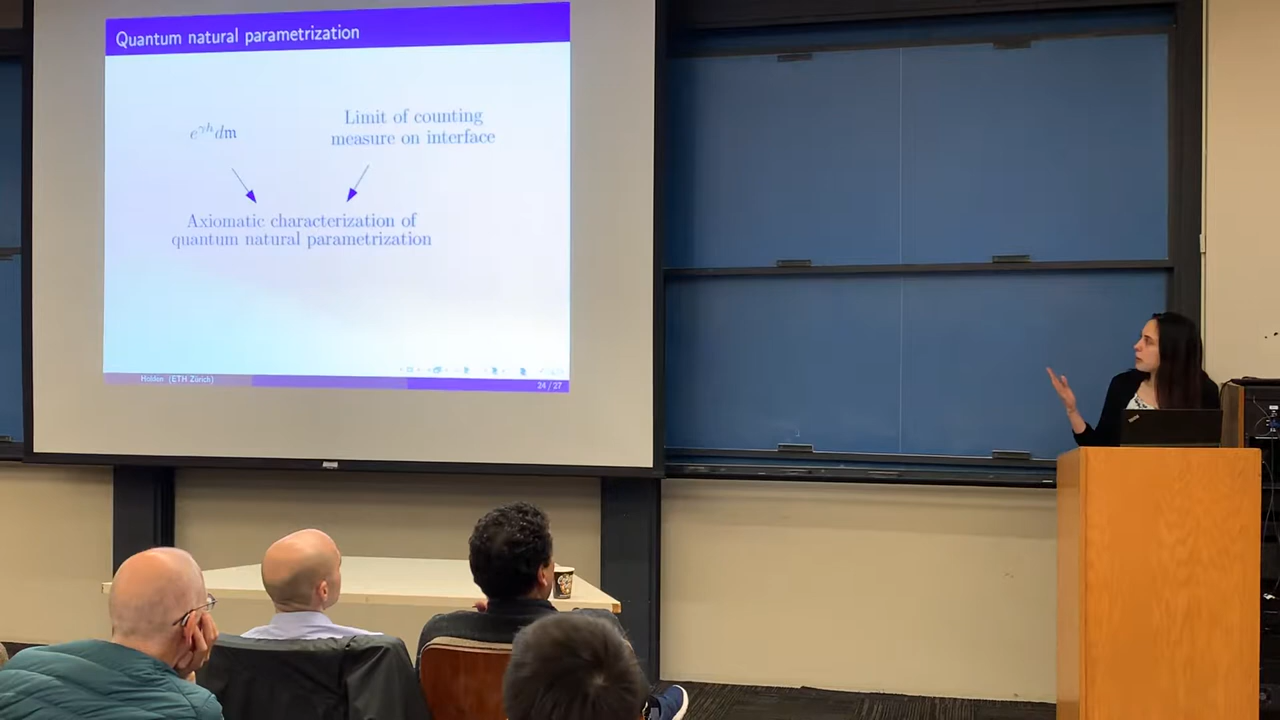 Quantum natural parametrization
e^{γh}d𝔪
Limit of counting
measure on interface
Axiomatic characterization of
quantum natural parametrization
Holden (ETH Zürich)
24 / 27